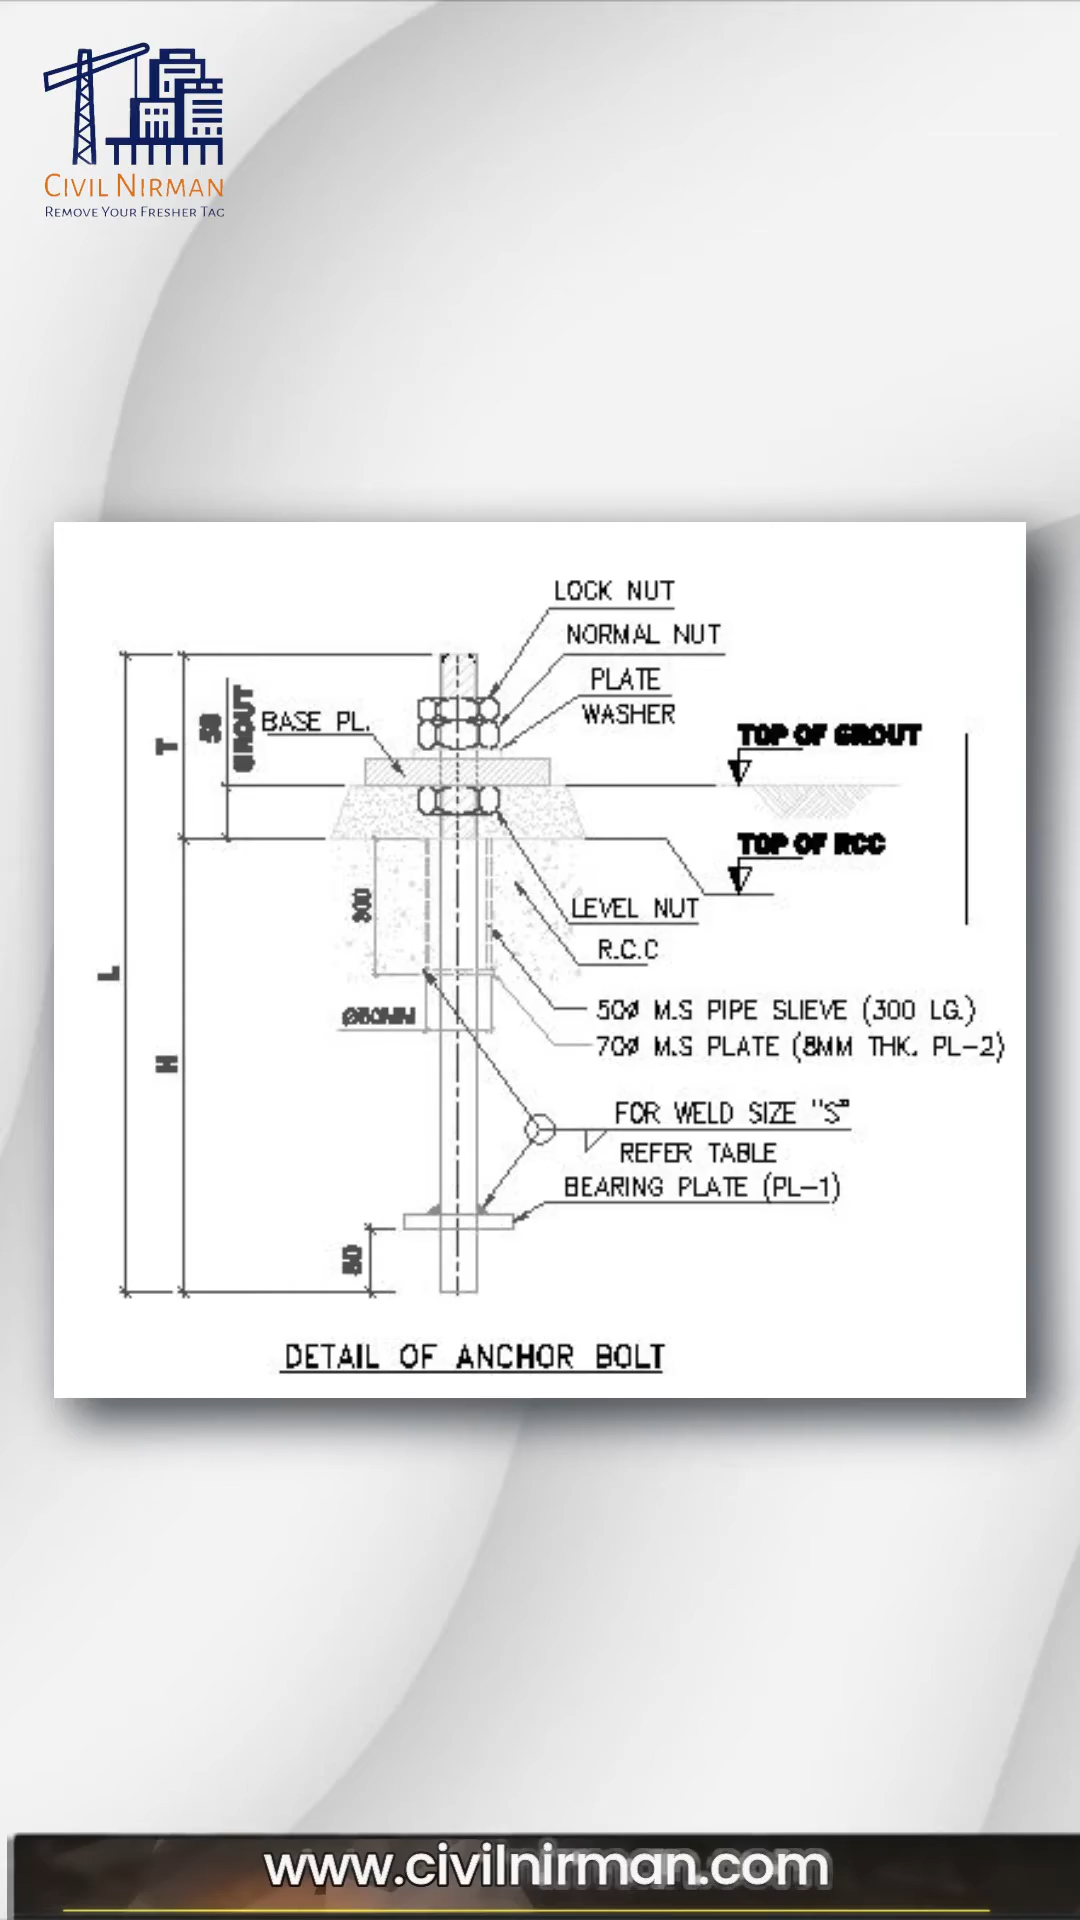 CIVIL NIRMAN
REMOVE YOUR FRESHER TAG
LOCK NUT
NORMAL NUT
PLATE
WASHER
BASE PL.
GROUT
T
TOP OF GROUT
TOP OF RCC
300
LEVEL NUT
R.C.C
L
50Ø M.S PIPE SLIEVE (300 LG.)
70Ø M.S PLATE (8MM THK. PL-2)
H
FOR WELD SIZE "S"
REFER TABLE
BEARING PLATE (PL-1)
DETAIL OF ANCHOR BOLT
www.civilnirman.com